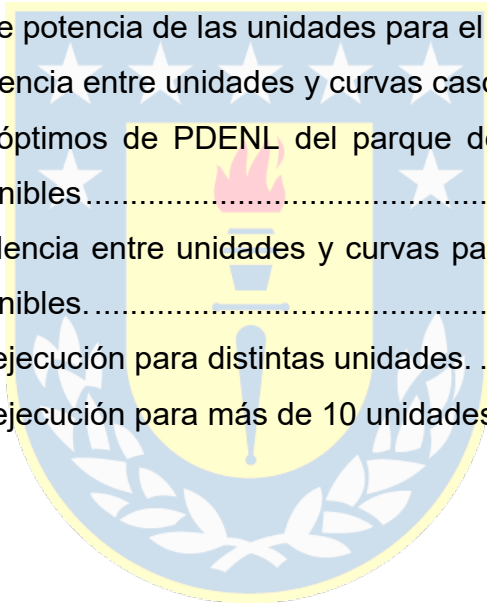 e potencia de las unidades para el
encia entre unidades y curvas caso
óptimos de PDENL del parque de
nibles
lencia entre unidades y curvas pa
nibles.
ejecución para distintas unidades.
ejecución para más de 10 unidades